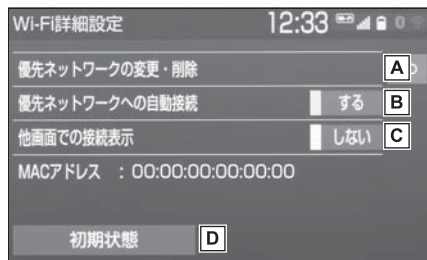 Wi-Fi詳細設定 12:33
優先ネットワークの変更・削除 A
優先ネットワークへの自動接続 する B
他画面での接続表示 しない C
MACアドレス : 00:00:00:00:00:00
初期状態 D